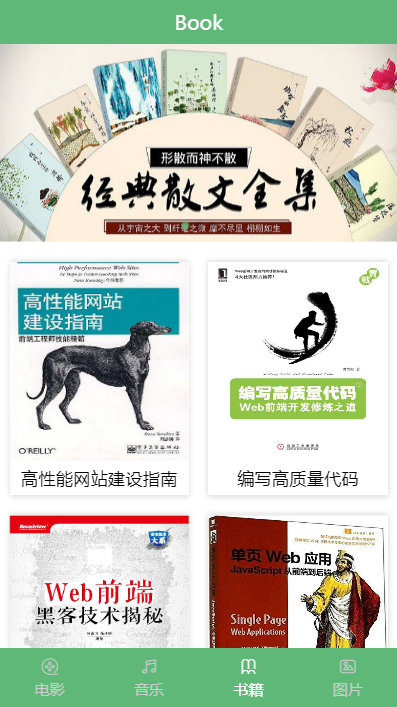 Book
形散而神不散
经典散文全集
从宇宙之大 到纤毫之微 靡不尽显 栩栩如生
High Performance Web Sites
高性能网站
建设指南
前端工程师技能精髓
O'REILLY
高性能网站建设指南
编写高质量代码
Web前端开发修炼之道
编写高质量代码
Broadview
Web前端
黑客技术揭秘
单页 Web 应用
JavaScript 从前端到后端
Single Page
Web Applications
电影
音乐
书籍
图片